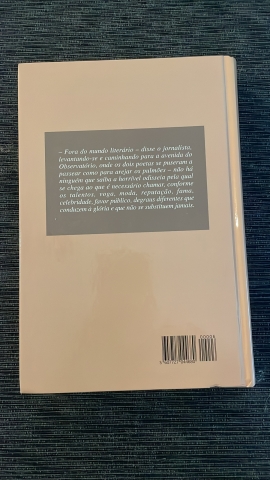 – Fora do mundo literário – disse o jornalista,
levantando-se e caminhando para a avenida do
Observatório, onde os dois poetas se puseram a
passear como para arejar os pulmões – não há
ninguém que saiba a horrível odisseia pela qual
se chega ao que é necessário chamar, conforme
os talentos, voga, moda, reputação, fama,
celebridade, favor público, degraus diferentes que
conduzem à glória e que não se substituem jamais.
00009